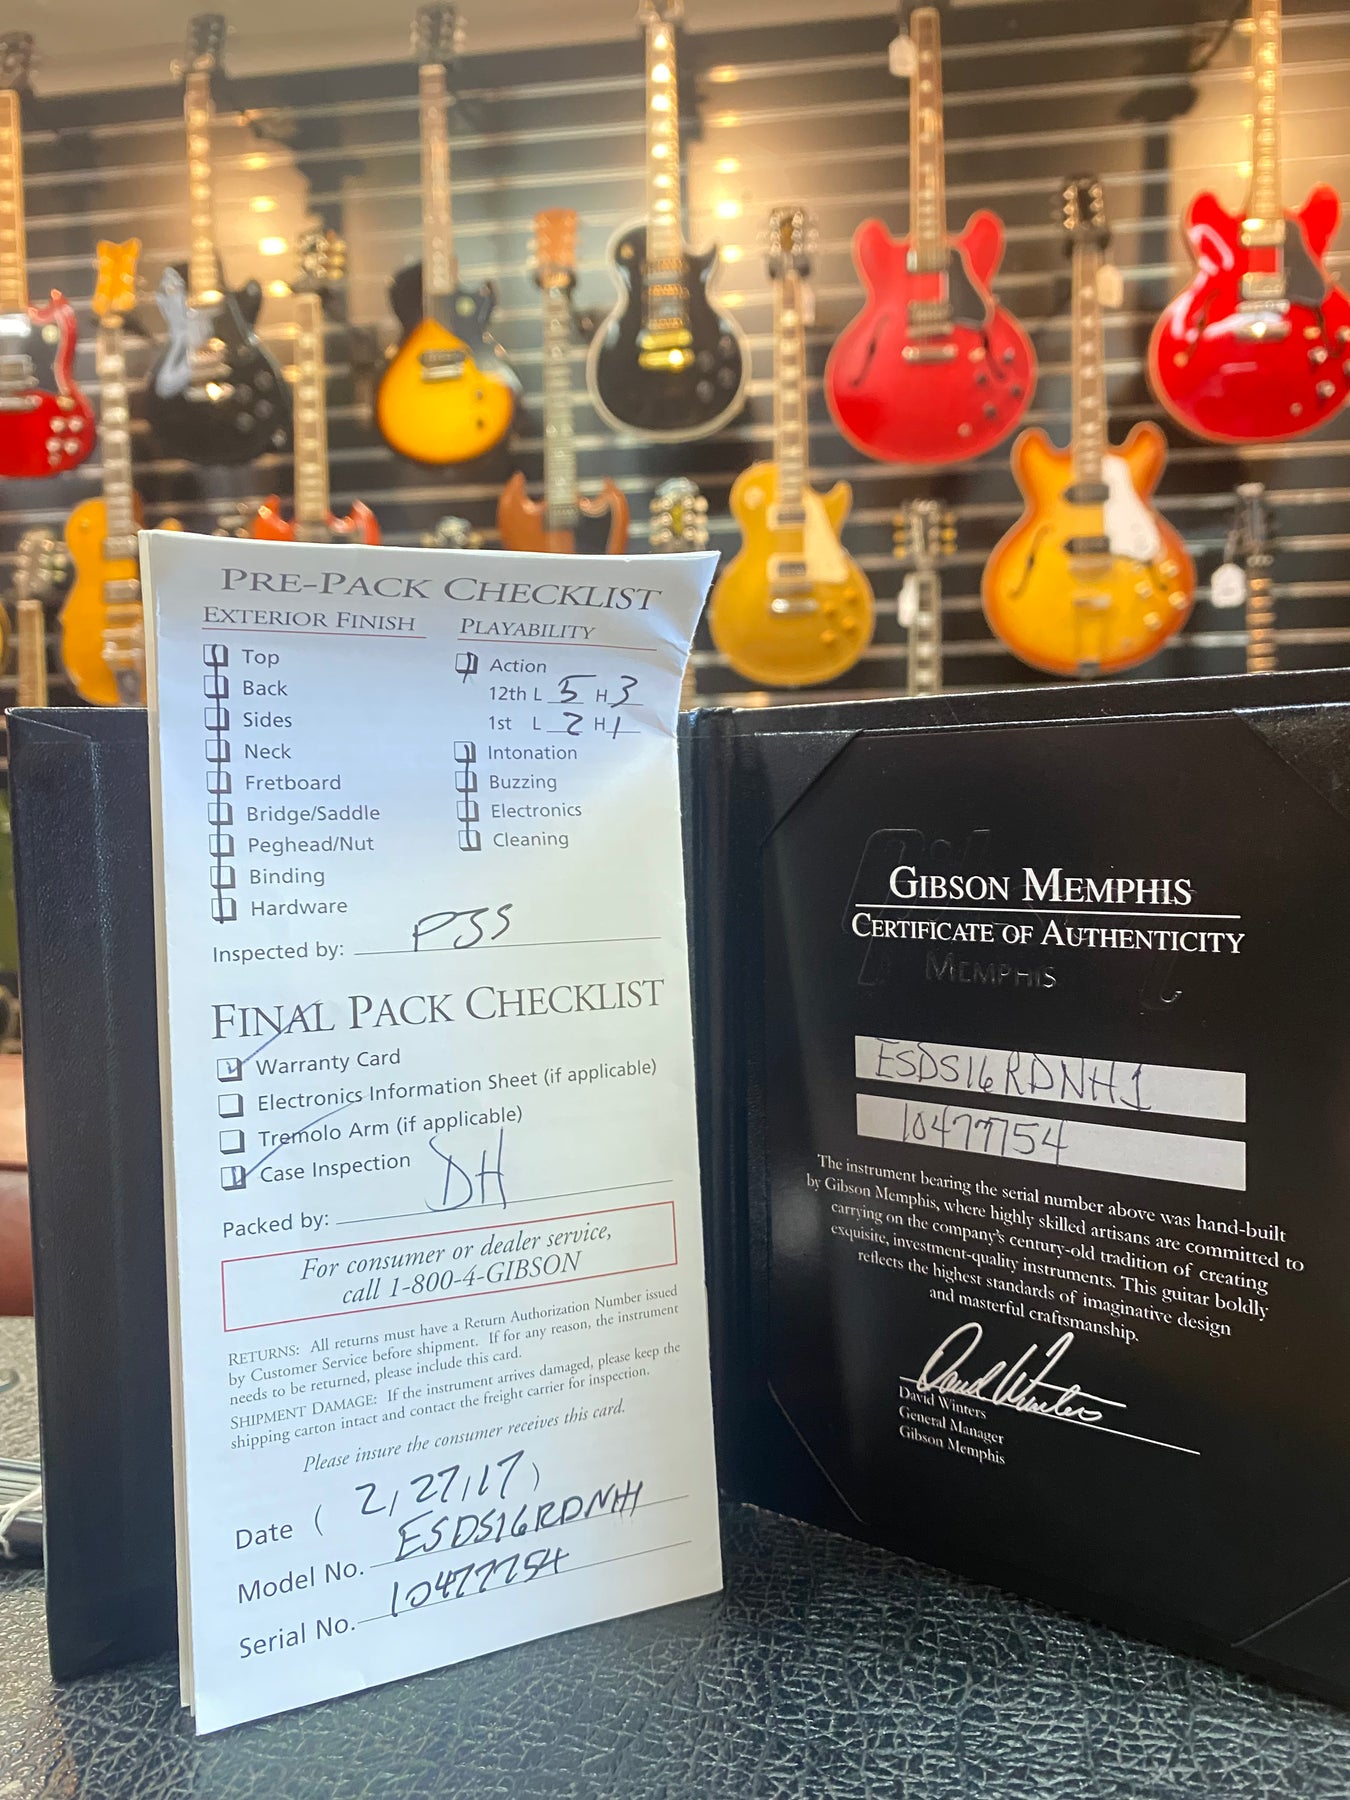 PRE-PACK CHECKLIST
EXTERIOR FINISH
Top
Back
Sides
Neck
Fretboard
Bridge/Saddle
Peghead/Nut
Binding
Hardware
PLAYABILITY
Action
12th L 5 H 3
1st L 2 H 1
Intonation
Buzzing
Electronics
Cleaning
Inspected by: PJS
FINAL PACK CHECKLIST
Warranty Card
Electronics Information Sheet (if applicable)
Tremolo Arm (if applicable)
Case Inspection
Packed by: DH
For consumer or dealer service,
call 1-800-4-GIBSON
RETURNS: All returns must have a Return Authorization Number issued
by Customer Service before shipment. If for any reason, the instrument
needs to be returned, please include this card.
SHIPMENT DAMAGE: If the instrument arrives damaged, please keep the
shipping carton intact and contact the freight carrier for inspection.
Please insure the consumer receives this card.
Date ( 2,27,17 )
Model No. ESDS16RDNH1
Serial No. 10477754
GIBSON MEMPHIS
CERTIFICATE OF AUTHENTICITY
MEMPHIS
ESDS16RDNH1
10477754
The instrument bearing the serial number above was hand-built
by Gibson Memphis, where highly skilled artisans are committed to
carrying on the company's century-old tradition of creating
exquisite, investment-quality instruments. This guitar boldly
reflects the highest standards of imaginative design
and masterful craftsmanship.
David Winters
David Winters
General Manager
Gibson Memphis